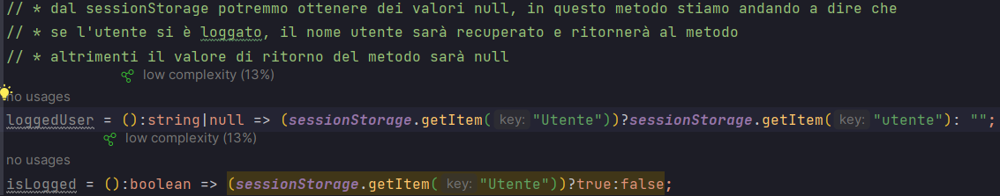 // * dal sessionStorage potremmo ottenere dei valori null, in questo metodo stiamo andando a dire che
// * se l'utente si è loggato, il nome utente sarà recuperato e ritornerà al metodo
// * altrimenti il valore di ritorno del metodo sarà null
low complexity (13%)
no usages
loggedUser = ():string|null => (sessionStorage.getItem( key: "Utente"))?sessionStorage.getItem( key: "utente"): "";
low complexity (13%)
no usages
isLogged = ():boolean => (sessionStorage.getItem( key: "Utente"))?true:false;